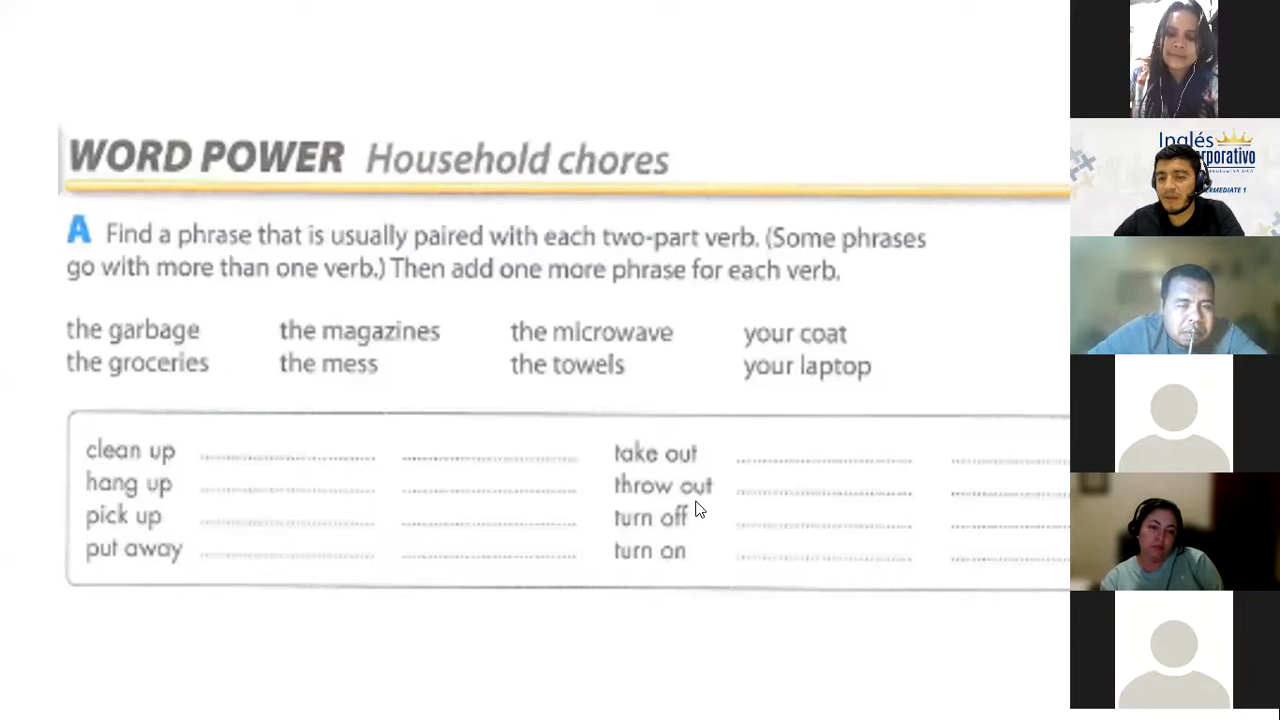 WORD POWER Household chores
A Find a phrase that is usually paired with each two-part verb. (Some phrases
go with more than one verb.) Then add one more phrase for each verb.
the garbage the magazines the microwave your coat
the groceries the mess the towels your laptop
clean up take out
hang up throw out
pick up turn off
put away turn on
Inglés